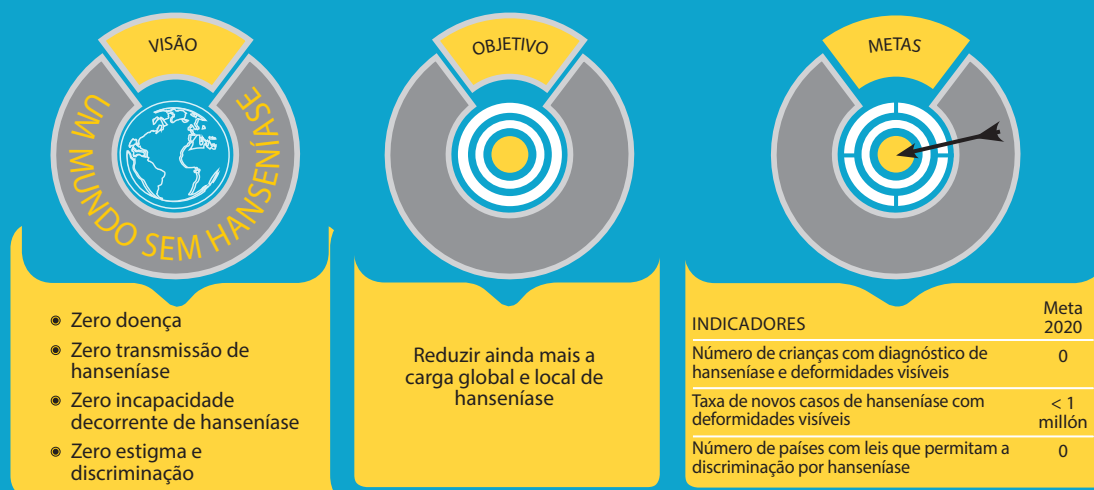 VISÃO
UM MUNDO SEM HANSENÍASE
◉ Zero doença
◉ Zero transmissão de
hanseníase
◉ Zero incapacidade
decorrente de hanseníase
◉ Zero estigma e
discriminação
OBJETIVO
Reduzir ainda mais a
carga global e local de
hanseníase
METAS
INDICADORES
Meta
2020
Número de crianças com diagnóstico de
hanseníase e deformidades visíveis
0
Taxa de novos casos de hanseníase com
deformidades visíveis
< 1
millón
Número de países com leis que permitam a
discriminação por hanseníase
0